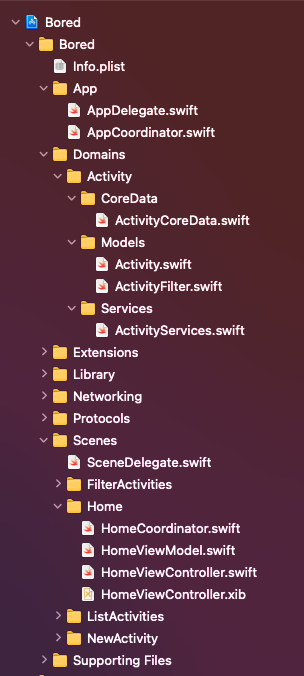 Bored
Bored
Info.plist
App
AppDelegate.swift
AppCoordinator.swift
Domains
Activity
CoreData
ActivityCoreData.swift
Models
Activity.swift
ActivityFilter.swift
Services
ActivityServices.swift
Extensions
Library
Networking
Protocols
Scenes
SceneDelegate.swift
FilterActivities
Home
HomeCoordinator.swift
HomeViewModel.swift
HomeViewController.swift
HomeViewController.xib
ListActivities
NewActivity
Supporting Files